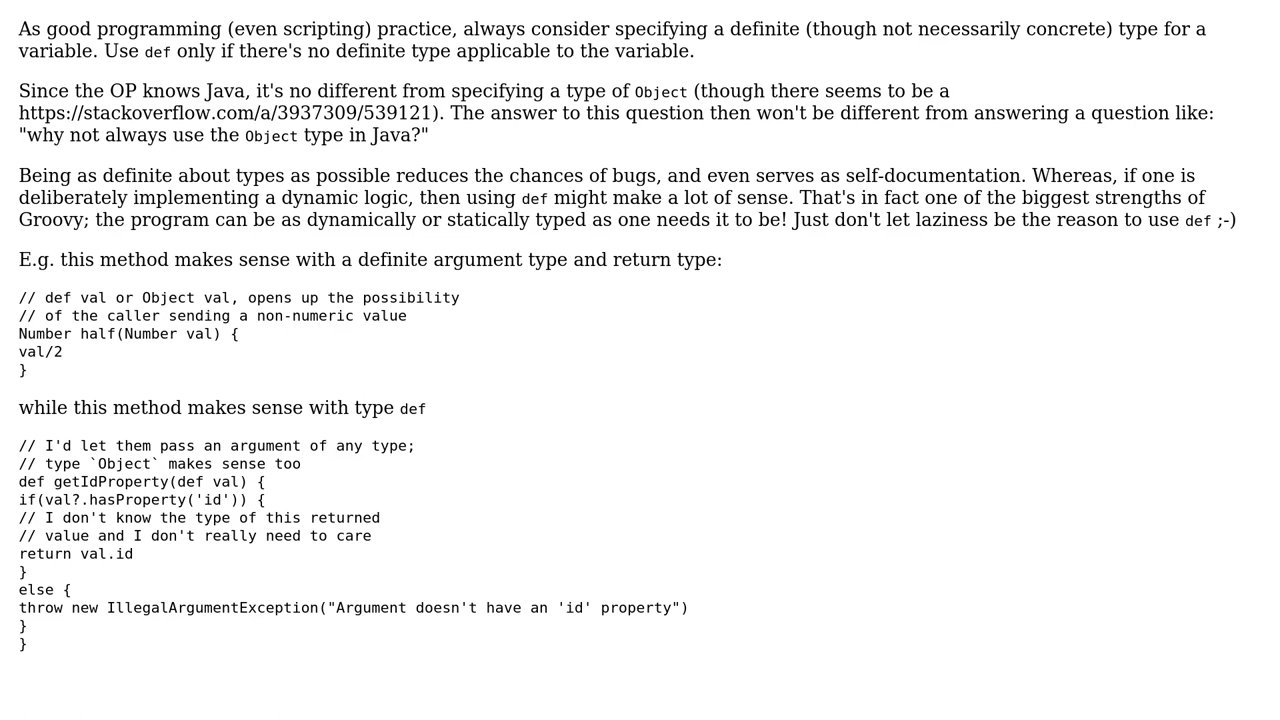 As good programming (even scripting) practice, always consider specifying a definite (though not necessarily concrete) type for a
variable. Use def only if there's no definite type applicable to the variable.
Since the OP knows Java, it's no different from specifying a type of Object (though there seems to be a
https://stackoverflow.com/a/3937309/539121). The answer to this question then won't be different from answering a question like:
"why not always use the Object type in Java?"
Being as definite about types as possible reduces the chances of bugs, and even serves as self-documentation. Whereas, if one is
deliberately implementing a dynamic logic, then using def might make a lot of sense. That's in fact one of the biggest strengths of
Groovy; the program can be as dynamically or statically typed as one needs it to be! Just don't let laziness be the reason to use def ;-)
E.g. this method makes sense with a definite argument type and return type:
// def val or Object val, opens up the possibility
// of the caller sending a non-numeric value
Number half(Number val) {
val/2
}
while this method makes sense with type def
// I'd let them pass an argument of any type;
// type `Object` makes sense too
def getIdProperty(def val) {
if(val?.hasProperty('id')) {
// I don't know the type of this returned
// value and I don't really need to care
return val.id
}
else {
throw new IllegalArgumentException("Argument doesn't have an 'id' property")
}
}